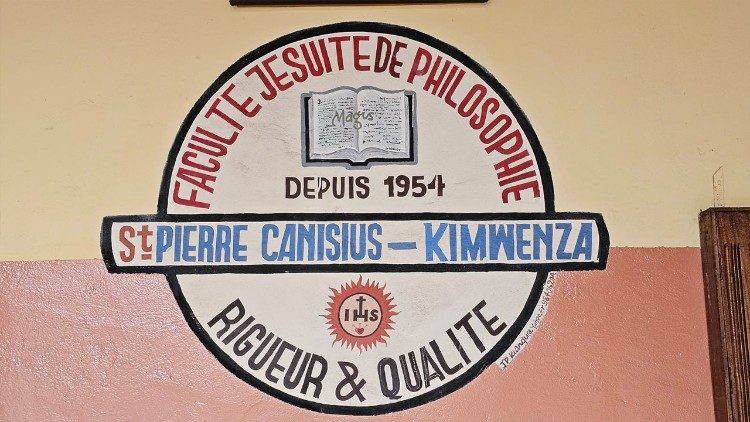 FACULTE JESUITE DE PHILOSOPHIE
Magis
DEPUIS 1954
St PIERRE CANISIUS – KIMWENZA
IHS
RIGUEUR & QUALITE